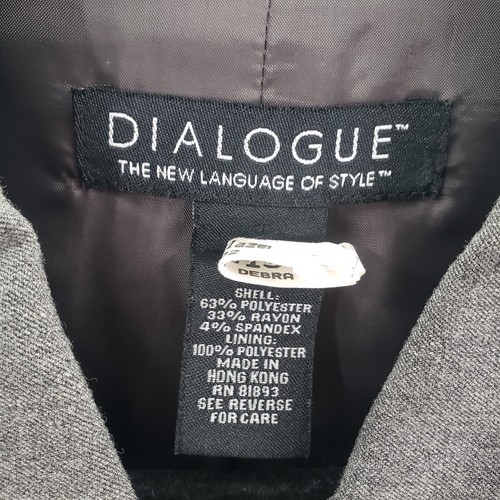 DIALOGUE™
THE NEW LANGUAGE OF STYLE™
DEBRA
SHELL:
63% POLYESTER
33% RAYON
4% SPANDEX
LINING:
100% POLYESTER
MADE IN
HONG KONG
RN 81893
SEE REVERSE
FOR CARE